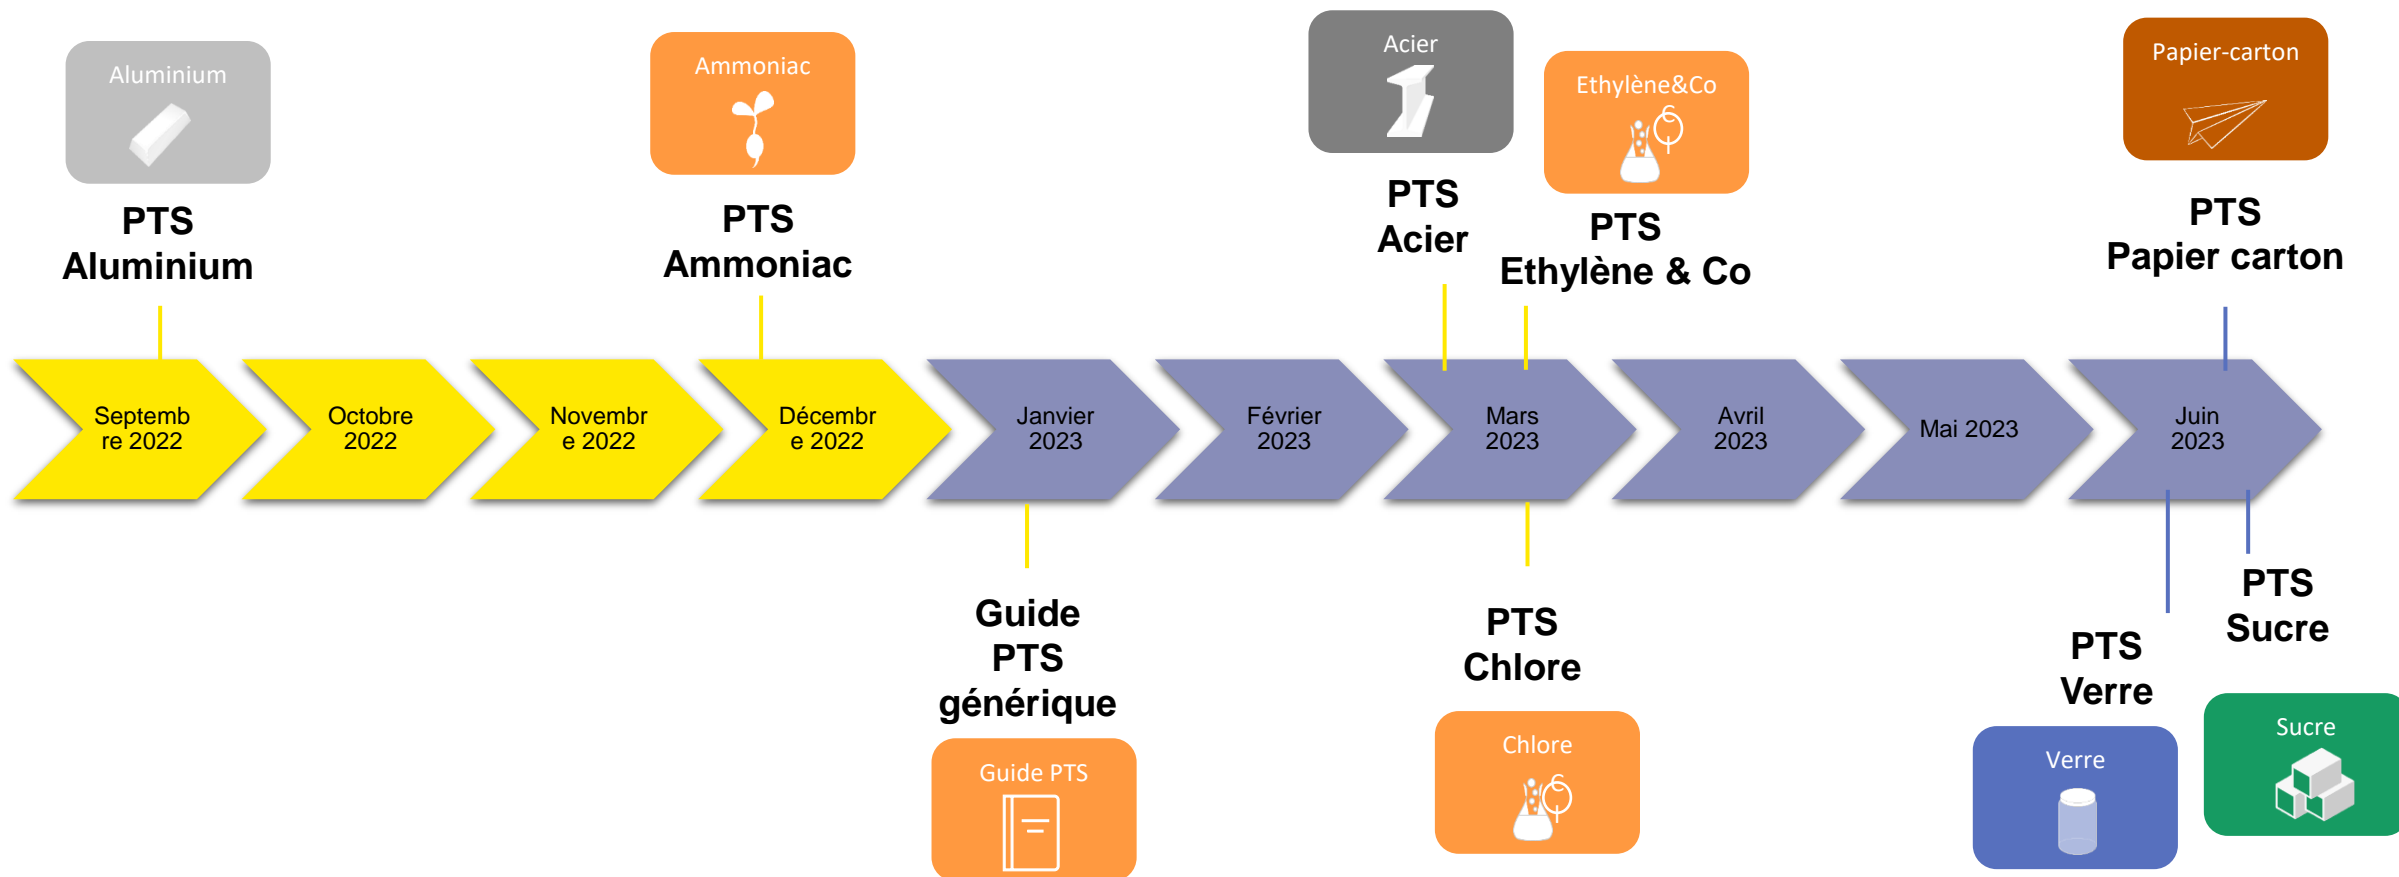 Aluminium
PTS
Aluminium
Ammoniac
PTS
Ammoniac
Acier
PTS
Acier
Ethylène&Co
PTS
Ethylène & Co
Papier-carton
PTS
Papier carton
Septemb
re 2022
Octobre
2022
Novembr
e 2022
Décembr
e 2022
Janvier
2023
Février
2023
Mars
2023
Avril
2023
Mai 2023
Juin
2023
Guide
PTS
générique
Guide PTS
PTS
Chlore
Chlore
PTS
Verre
Verre
PTS
Sucre
Sucre